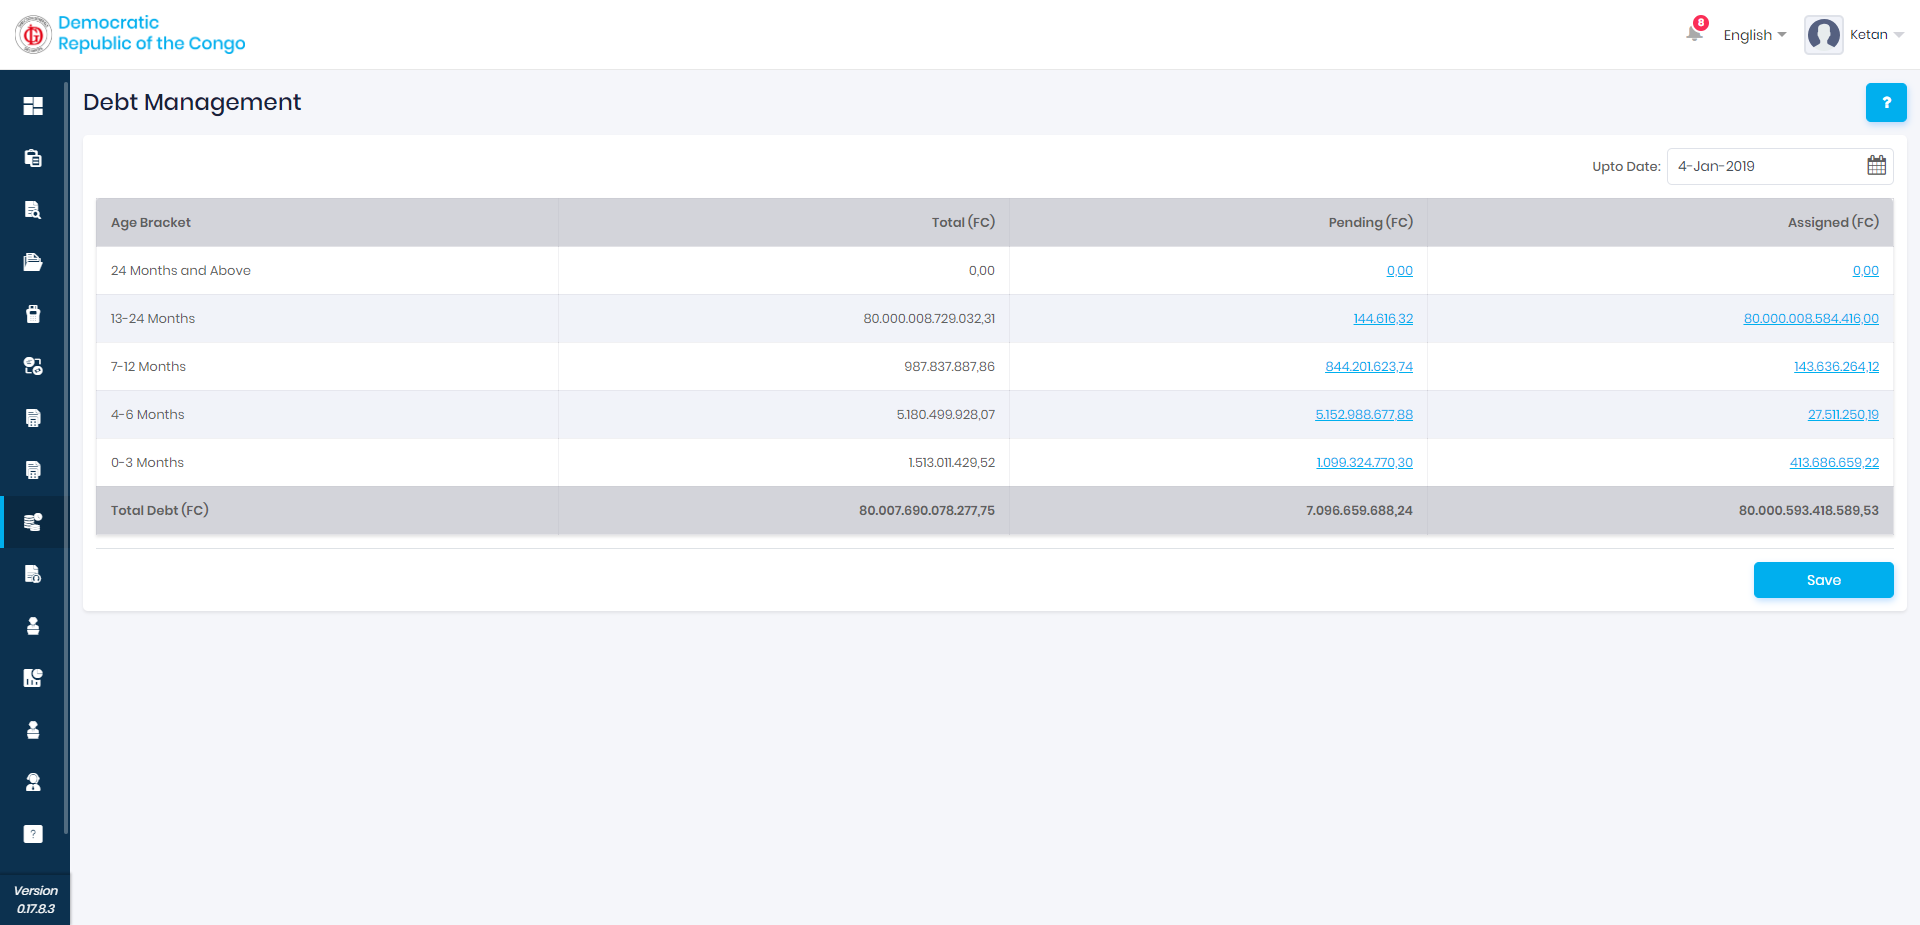 Democratic
Republic of the Congo
8
English
Ketan
Debt Management
?
Upto Date: 4-Jan-2019
Age Bracket Total (FC) Pending (FC) Assigned (FC)
24 Months and Above 0,00 0,00 0,00
13-24 Months 80.000.008.729.032,31 144.616,32 80.000.008.584.416,00
7-12 Months 987.837.887,86 844.201.623,74 143.636.264,12
4-6 Months 5.180.499.928,07 5.152.988.677,88 27.511.250,19
0-3 Months 1.513.011.429,52 1.099.324.770,30 413.686.659,22
Total Debt (FC) 80.007.690.078.277,75 7.096.659.688,24 80.000.593.418.589,53
Save
?
Version
0.17.8.3